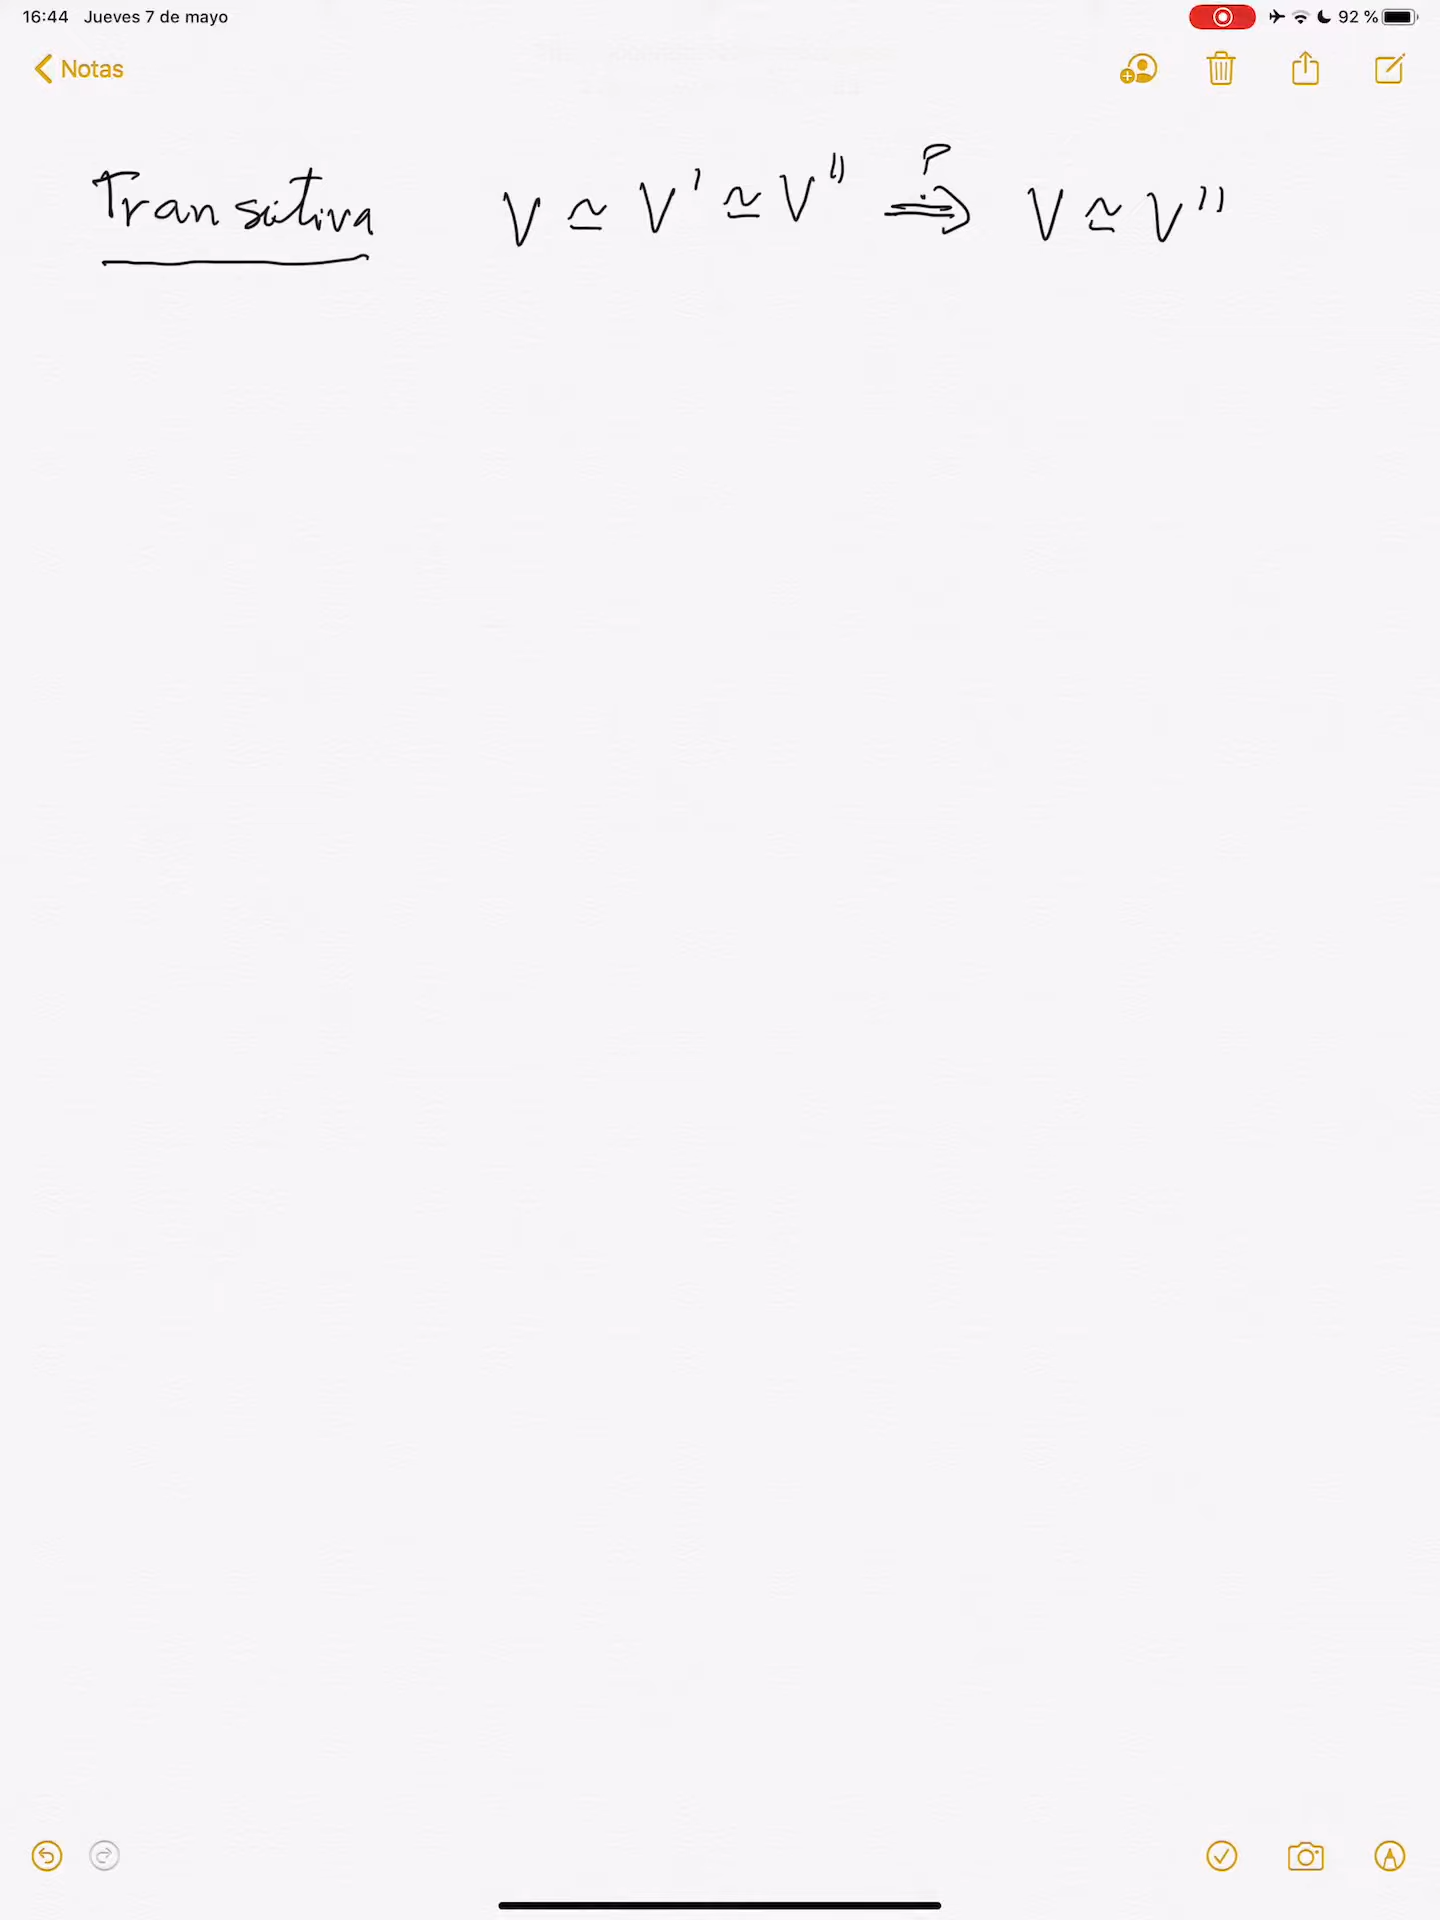 16:44 Jueves 7 de mayo 92 %
Notas
Transitiva V ≃ V' ≃ V'' ?⟹ V ≃ V''